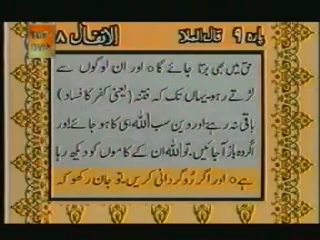 پارہ ۹ قال الملا الانفال ۸
حق میں بھی برتا جائے گا ○ اور ان لوگوں سے
لڑتے رہو یہاں تک کہ فتنہ (یعنی کفر کا فساد)
باقی نہ رہے اور دین سب اللہ ہی کا ہو جائے اور
اگر وہ باز آجائیں۔ تو اللہ ان کے کاموں کو دیکھ رہا
ہے ○ اور اگر رُوگردانی کریں۔ تو جان رکھو کہ